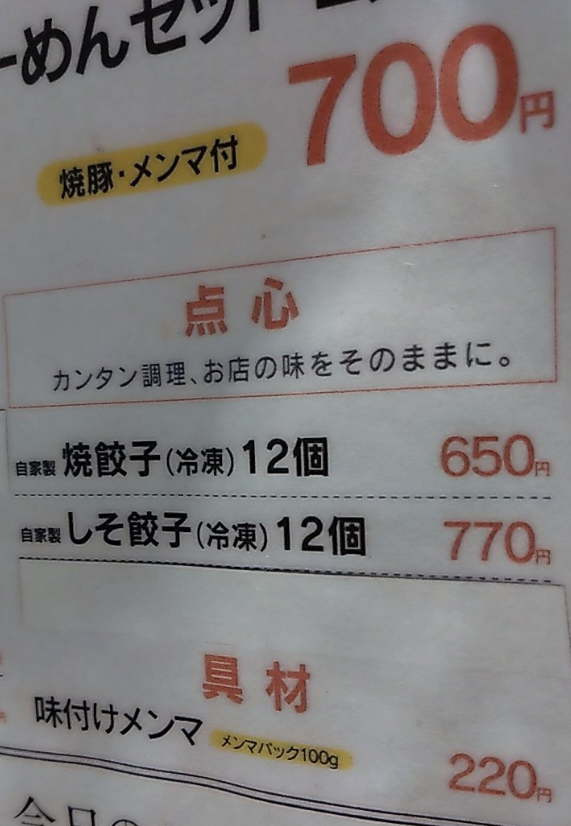 ーめんセット
700円
焼豚・メンマ付
点心
カンタン調理、お店の味をそのままに。
自家製 焼餃子(冷凍)12個 650円
自家製 しそ餃子(冷凍)12個 770円
具材
味付けメンマ メンマパック100g 220円
今日の